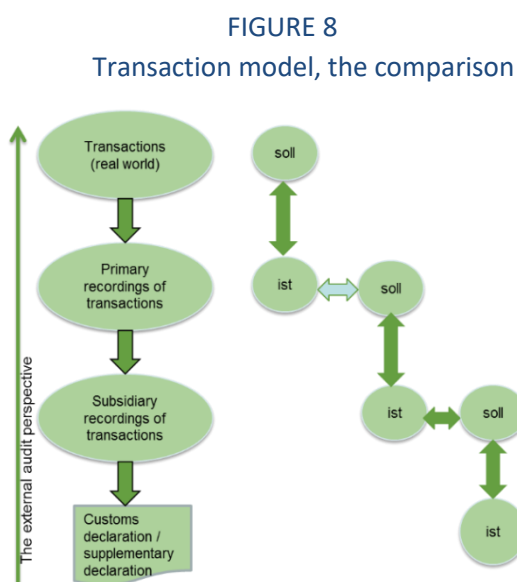 FIGURE 8
Transaction model, the comparison
Transactions
(real world)
soll
Primary
recordings of
transactions
ist
soll
Subsidiary
recordings of
transactions
ist
soll
Customs
declaration /
supplementary
declaration
ist
The external audit perspective